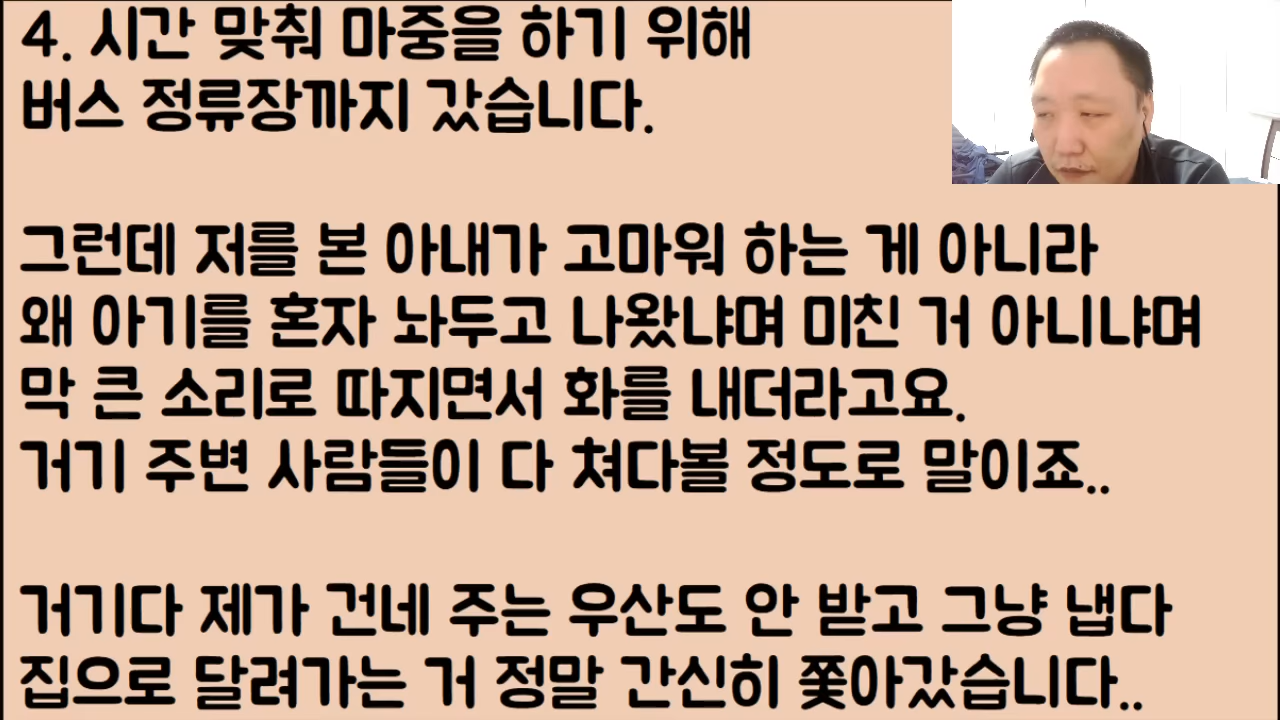 4. 시간 맞춰 마중을 하기 위해
버스 정류장까지 갔습니다.
그런데 저를 본 아내가 고마워 하는 게 아니라
왜 아기를 혼자 놔두고 나왔냐며 미친 거 아니냐며
막 큰 소리로 따지면서 화를 내더라고요.
거기 주변 사람들이 다 쳐다볼 정도로 말이죠..
거기다 제가 건네 주는 우산도 안 받고 그냥 냅다
집으로 달려가는 거 정말 간신히 쫓아갔습니다..